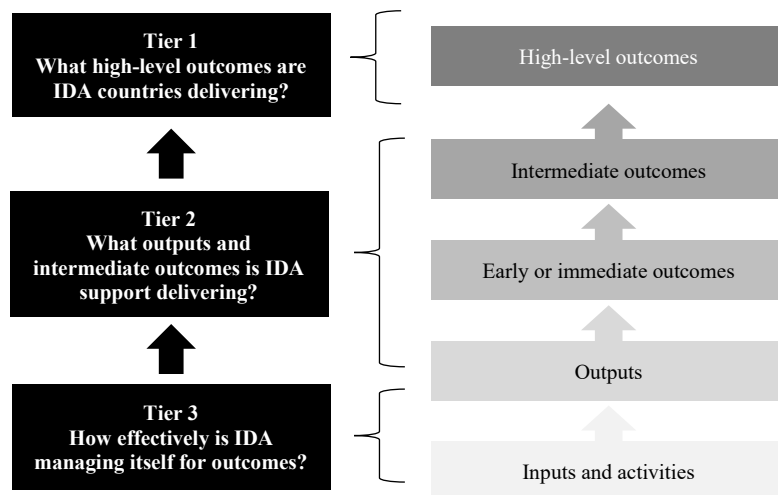 Tier 1
What high-level outcomes are
IDA countries delivering?
High-level outcomes
Tier 2
What outputs and
intermediate outcomes is IDA
support delivering?
Intermediate outcomes
Early or immediate outcomes
Outputs
Tier 3
How effectively is IDA
managing itself for outcomes?
Inputs and activities